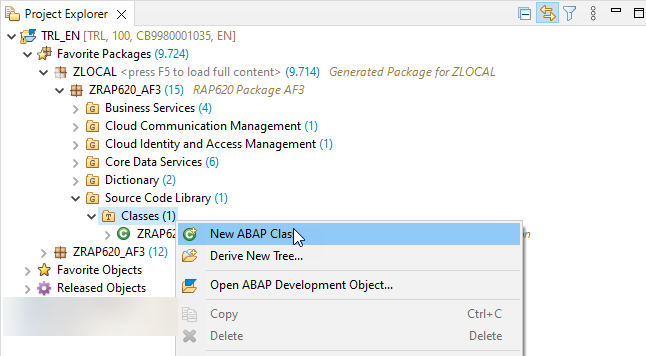 Project Explorer
TRL_EN [TRL, 100, CB9980001035, EN]
Favorite Packages (9.724)
ZLOCAL <press F5 to load full content> (9.714) Generated Package for ZLOCAL
ZRAP620_AF3 (15) RAP620 Package AF3
Business Services (4)
Cloud Communication Management (1)
Cloud Identity and Access Management (1)
Core Data Services (6)
Dictionary (2)
Source Code Library (1)
Classes (1)
New ABAP Class
ZRAP62
Derive New Tree...
ZRAP620_AF3 (12)
Favorite Objects
Open ABAP Development Object...
Released Objects
Copy Ctrl+C
Delete Delete